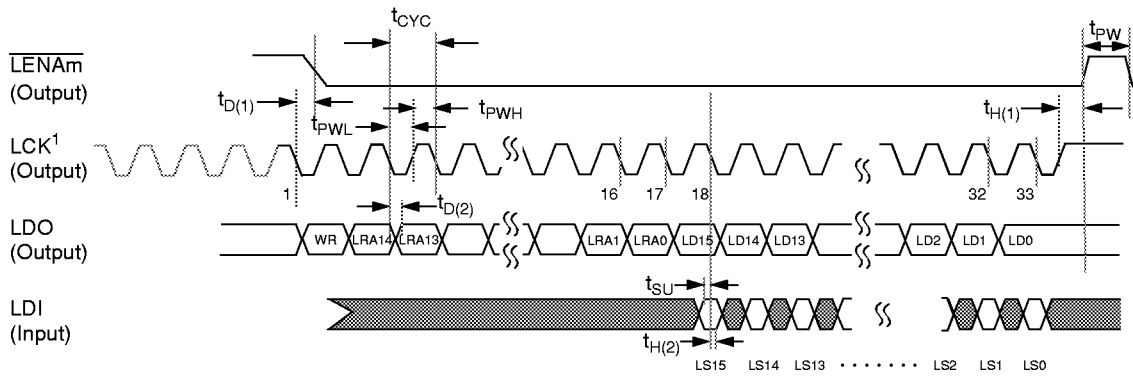 tCYC
tPW
LENAm
(Output)
tD(1)
tPWL
tPWH
tH(1)
LCK1
(Output)
1 16 17 18 32 33
tD(2)
LDO
(Output)
WR LRA14 LRA13 LRA1 LRA0 LD15 LD14 LD13 LD2 LD1 LD0
tSU
LDI
(Input)
tH(2)
LS15 LS14 LS13 . . . . . . . . LS2 LS1 LS0